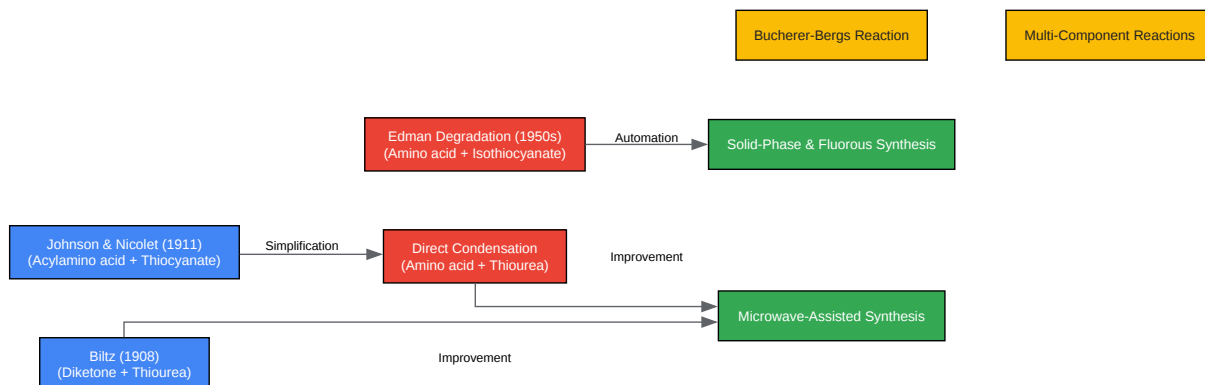 Bucherer-Bergs Reaction
Multi-Component Reactions
Edman Degradation (1950s)
(Amino acid + Isothiocyanate)
Automation
Solid-Phase & Fluorous Synthesis
Johnson & Nicolet (1911)
(Acylamino acid + Thiocyanate)
Simplification
Direct Condensation
(Amino acid + Thiourea)
Improvement
Microwave-Assisted Synthesis
Biltz (1908)
(Diketone + Thiourea)
Improvement